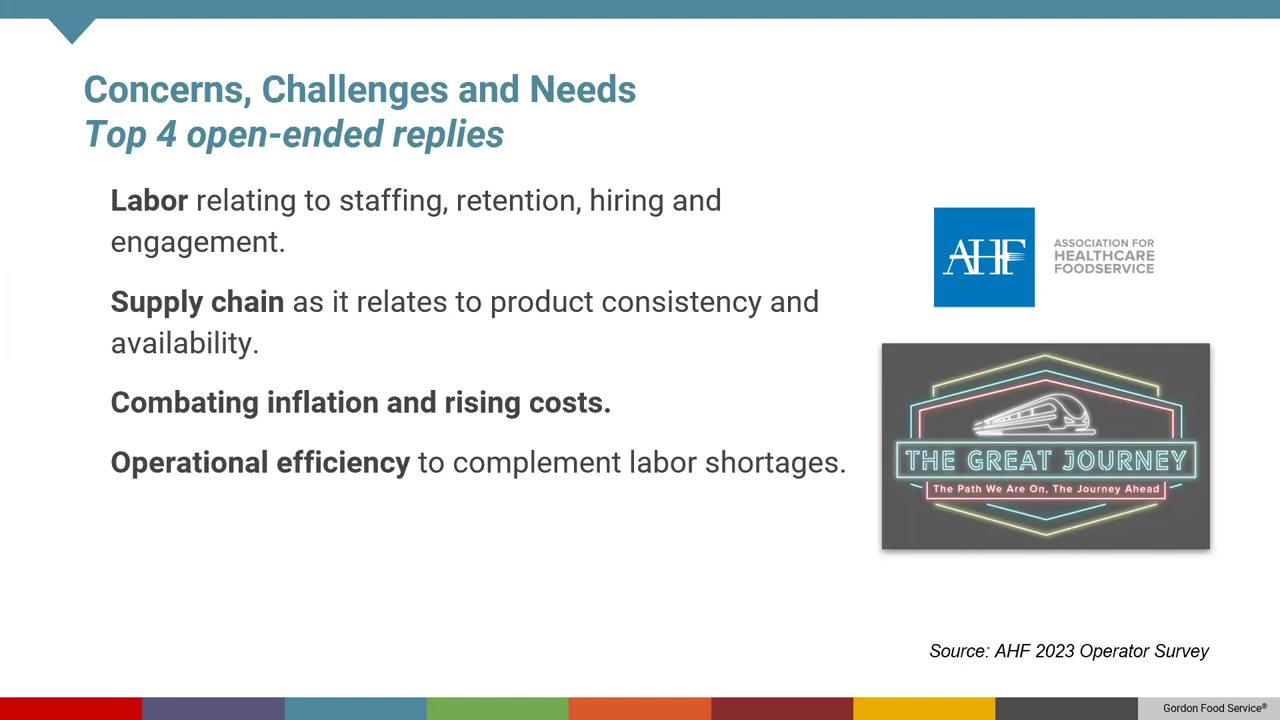 Concerns, Challenges and Needs
Top 4 open-ended replies
Labor relating to staffing, retention, hiring and
engagement.
Supply chain as it relates to product consistency and
availability.
Combating inflation and rising costs.
Operational efficiency to complement labor shortages.
AHF
ASSOCIATION FOR
HEALTHCARE
FOODSERVICE
THE GREAT JOURNEY
The Path We Are On, The Journey Ahead
Source: AHF 2023 Operator Survey
Gordon Food Service®